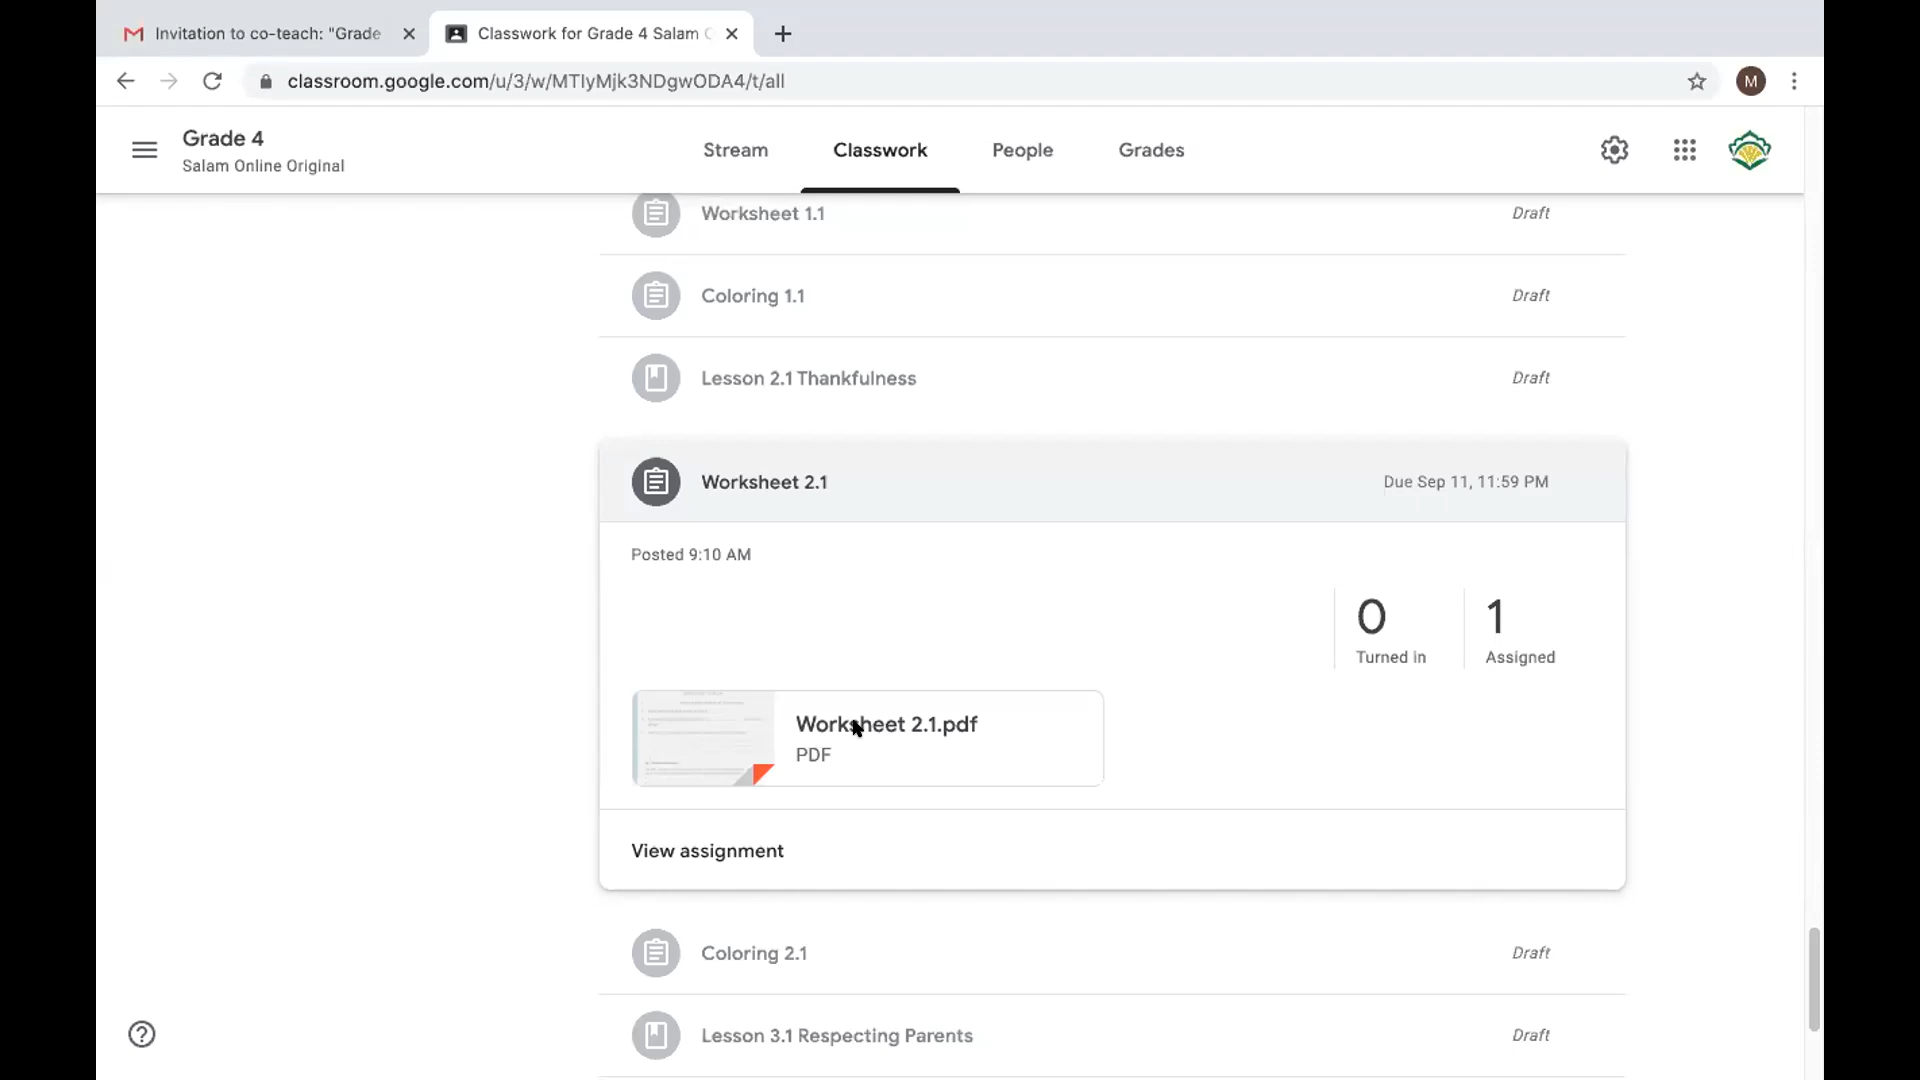 Invitation to co-teach: "Grade
Classwork for Grade 4 Salam
classroom.google.com/u/3/w/MTIyMjk3NDgwODA4/t/all
M
Grade 4
Salam Online Original
Stream
Classwork
People
Grades
Worksheet 1.1
Draft
Coloring 1.1
Draft
Lesson 2.1 Thankfulness
Draft
Worksheet 2.1
Due Sep 11, 11:59 PM
Posted 9:10 AM
0
1
Turned in
Assigned
Worksheet 2.1.pdf
PDF
View assignment
Coloring 2.1
Draft
Lesson 3.1 Respecting Parents
Draft